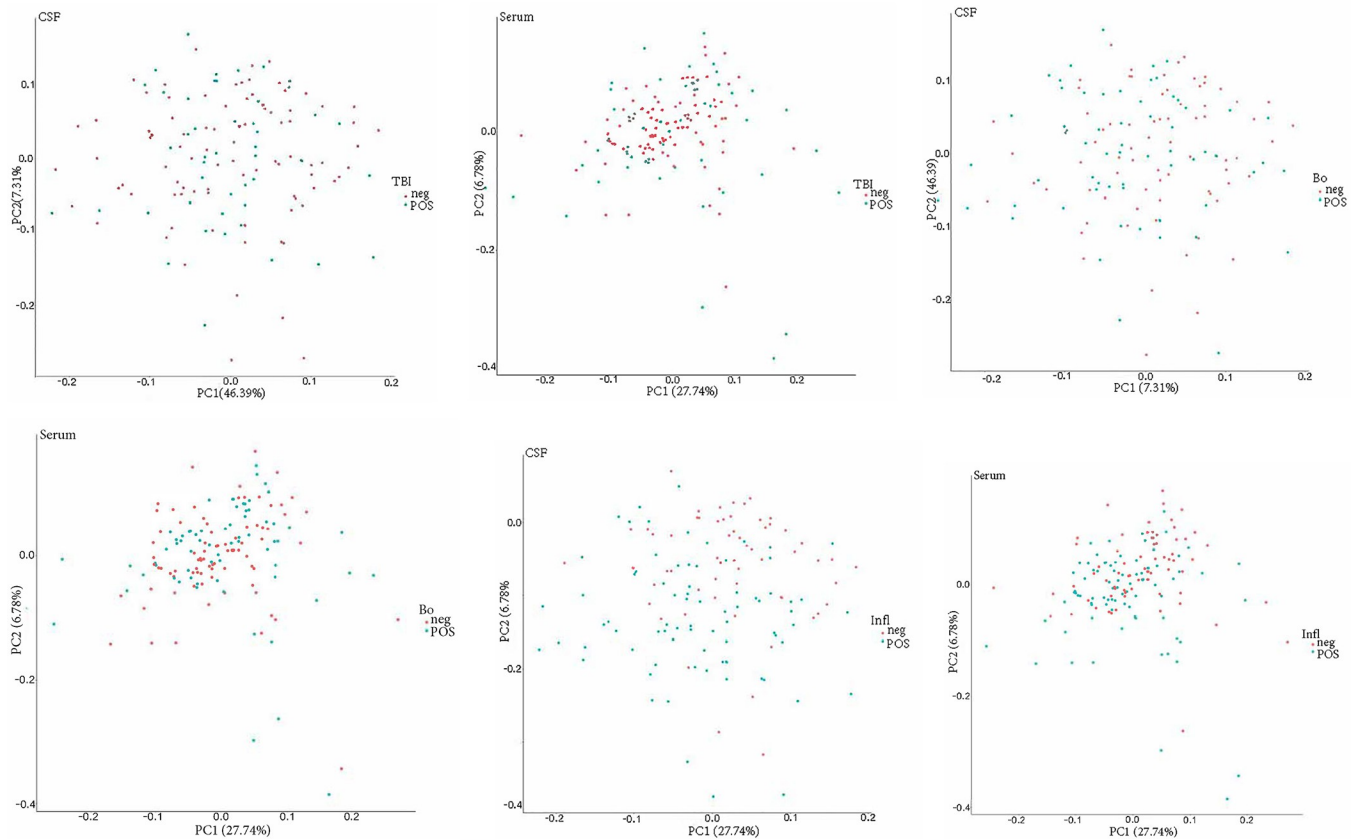 CSF
0.1
0.0
-0.1
-0.2
PC2(7.31%
-0.2
-0.1
0.0
0.1
0.2
PC1(46.39%)
TBI
neg
POS
Serum
0.0
-0.2
-0.4
PC2 (6.78%)
-0.2
-0.1
0.0
0.1
0.2
PC1 (27.74%)
TBI
neg
POS
CSF
0.1
0.0
-0.1
-0.2
PC2 (46.39)
-0.2
-0.1
0.0
0.1
0.2
PC1 (7.31%)
Bo
neg
POS
Serum
0.0
-0.2
-0.4
PC2 (6.78%)
-0.2
-0.1
0.0
0.1
0.2
PC1 (27.74%)
Bo
neg
POS
CSF
0.0
-0.2
-0.4
PC2 (6.78%
-0.2
-0.1
0.0
0.1
0.2
PC1 (27.74%)
Infl
neg
POS
Serum
0.0
-0.2
-0.4
PC2 (6.78%)
-0.2
-0.1
0.0
0.1
0.2
PC1 (27.74%)
Infl
neg
POS